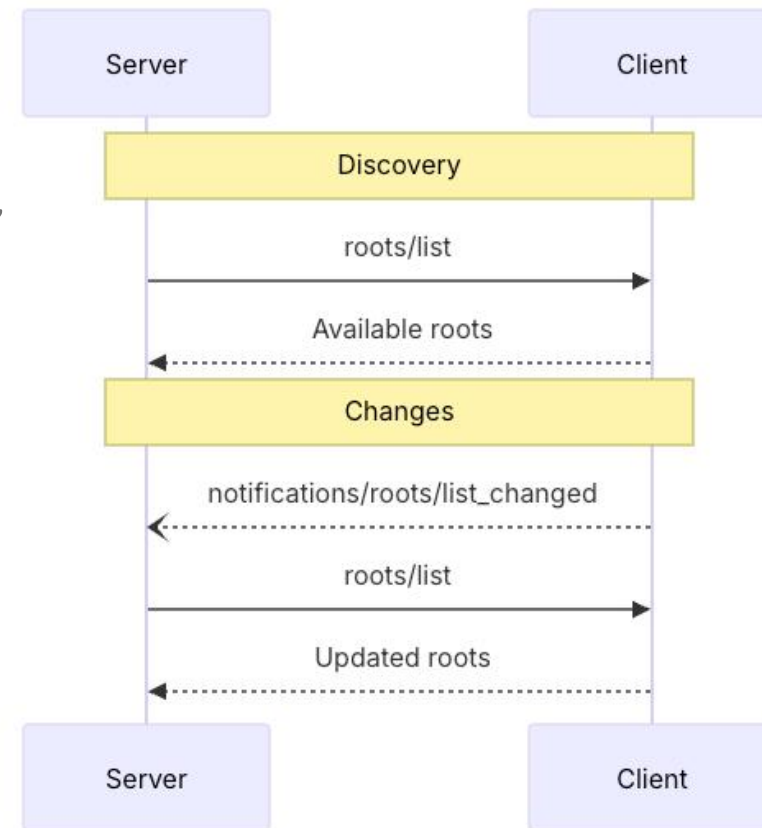 Server
Client
Discovery
roots/list
Available roots
Changes
notifications/roots/list_changed
roots/list
Updated roots
Server
Client